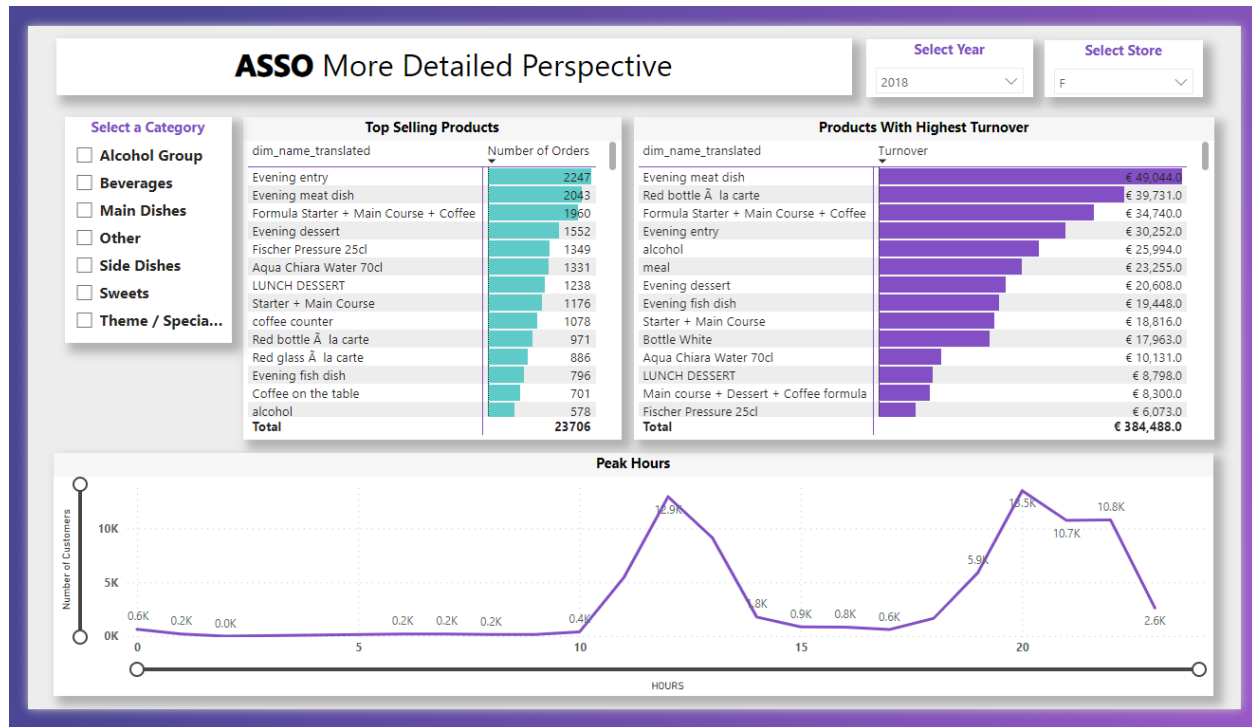 ASSO More Detailed Perspective
Select Year
2018
Select Store
F
Select a Category
Alcohol Group
Beverages
Main Dishes
Other
Side Dishes
Sweets
Theme / Specia...
Top Selling Products
dim_name_translated Number of Orders
Evening entry 2247
Evening meat dish 2043
Formula Starter + Main Course + Coffee 1960
Evening dessert 1552
Fischer Pressure 25cl 1349
Aqua Chiara Water 70cl 1331
LUNCH DESSERT 1238
Starter + Main Course 1176
coffee counter 1078
Red bottle Ã la carte 971
Red glass Ã la carte 886
Evening fish dish 796
Coffee on the table 701
alcohol 578
Total 23706
Products With Highest Turnover
dim_name_translated Turnover
Evening meat dish € 49,044.0
Red bottle Ã la carte € 39,731.0
Formula Starter + Main Course + Coffee € 34,740.0
Evening entry € 30,252.0
alcohol € 25,994.0
meal € 23,255.0
Evening dessert € 20,608.0
Evening fish dish € 19,448.0
Starter + Main Course € 18,816.0
Bottle White € 17,963.0
Aqua Chiara Water 70cl € 10,131.0
LUNCH DESSERT € 8,798.0
Main course + Dessert + Coffee formula € 8,300.0
Fischer Pressure 25cl € 6,073.0
Total € 384,488.0
Peak Hours
Number of Customers
10K
5K
0K
0.6K 0.2K 0.0K 0.2K 0.2K 0.2K 0.4K 12.9K 0.9K 0.8K 0.6K 5.9K 13.5K 10.7K 10.8K 2.6K
0 5 10 15 20
HOURS